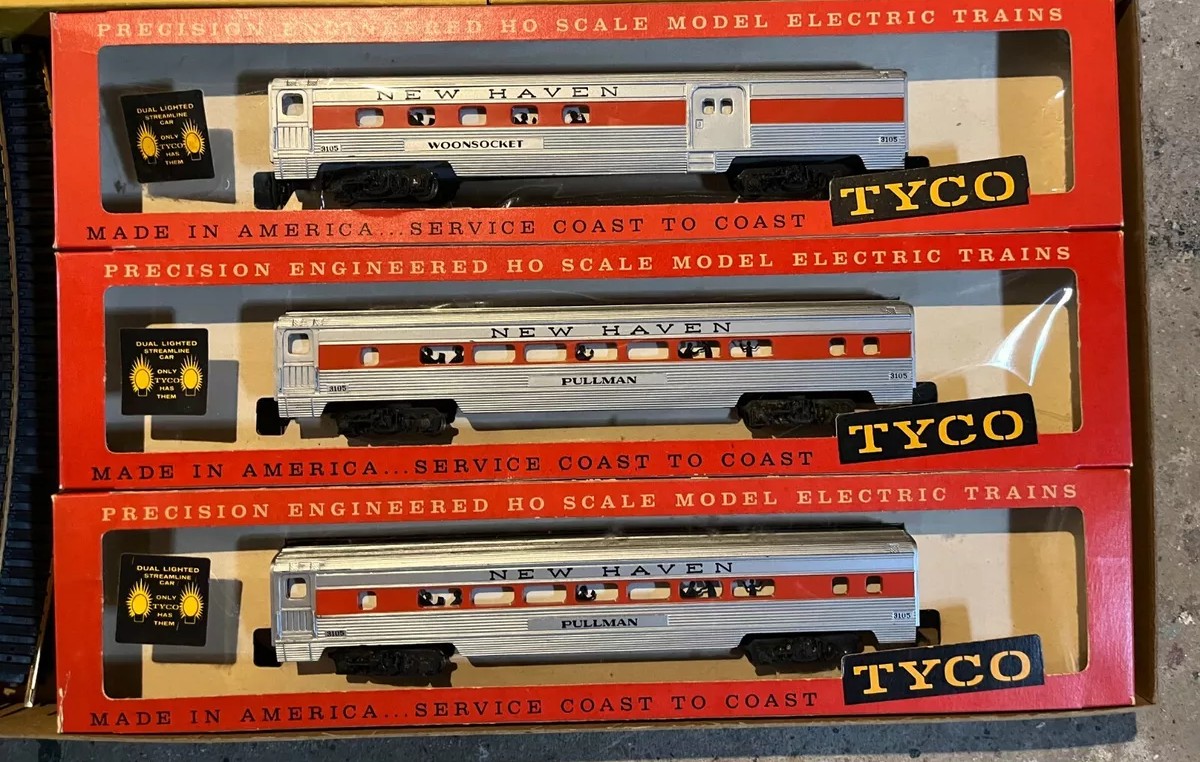 PRECISION ENGINEERED HO SCALE MODEL ELECTRIC TRAINS
DUAL LIGHTED
STREAMLINE
CAR
ONLY
TYCO
HAS
THEM
NEW HAVEN
3105
WOONSOCKET
3105
TYCO
MADE IN AMERICA...SERVICE COAST TO COAST
PRECISION ENGINEERED HO SCALE MODEL ELECTRIC TRAINS
DUAL LIGHTED
STREAMLINE
CAR
ONLY
TYCO
HAS
THEM
NEW HAVEN
3105
PULLMAN
3105
TYCO
MADE IN AMERICA...SERVICE COAST TO COAST
PRECISION ENGINEERED HO SCALE MODEL ELECTRIC TRAINS
DUAL LIGHTED
STREAMLINE
CAR
ONLY
TYCO
HAS
THEM
NEW HAVEN
3105
PULLMAN
3105
TYCO
MADE IN AMERICA...SERVICE COAST TO COAST